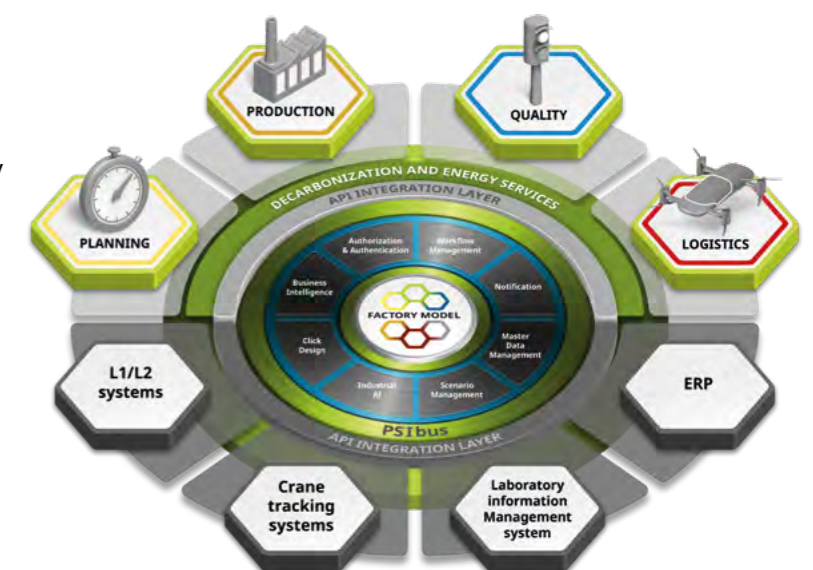 PRODUCTION
QUALITY
PLANNING
LOGISTICS
DECARBONIZATION AND ENERGY SERVICES
API INTEGRATION LAYER
Authorization
& Authentication
Workflow
Management
Business
Intelligence
Notification
FACTORY MODEL
Click
Design
Master
Data
Management
Industrial
AI
Scenario
Management
PSIbus
API INTEGRATION LAYER
L1/L2
systems
ERP
Crane
tracking
systems
Laboratory
information
Management
system